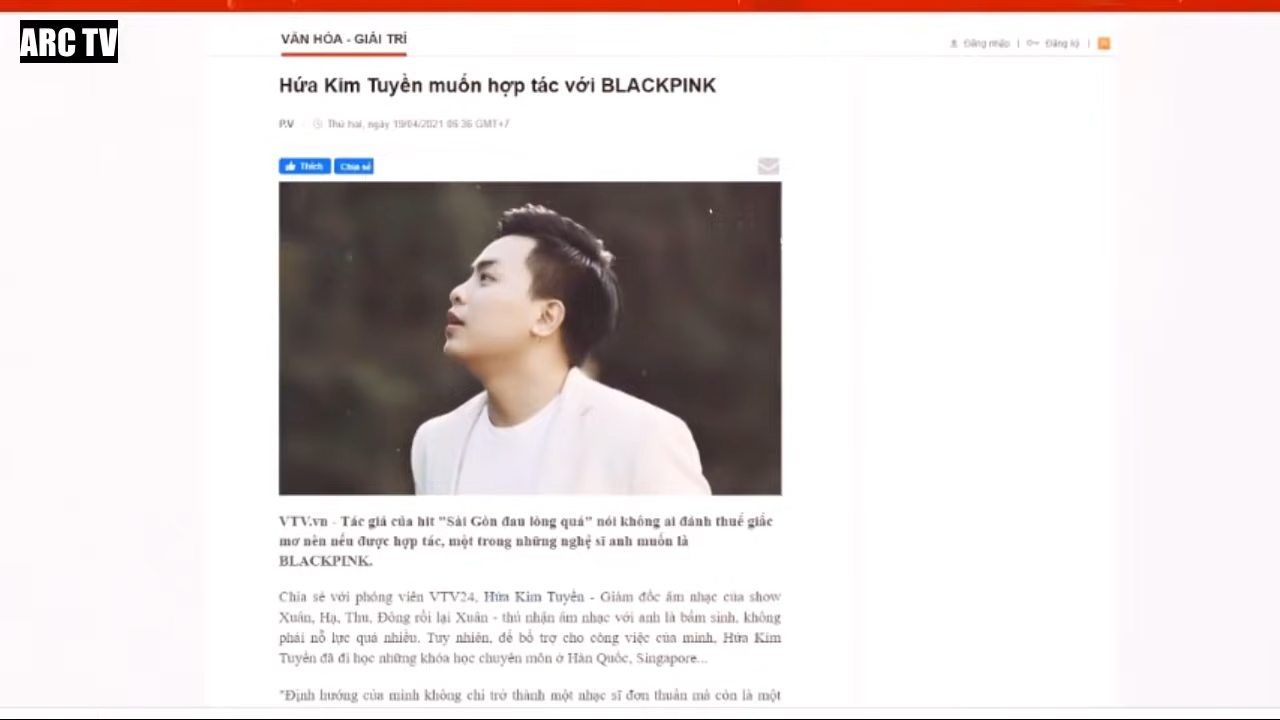 ARC TV
VĂN HÓA - GIẢI TRÍ
Đăng nhập | Đăng ký |
Hứa Kim Tuyền muốn hợp tác với BLACKPINK
P.V Thứ hai, ngày 19/04/2021 06:36 GMT+7
Thích Chia sẻ
VTV.vn - Tác giả của hit "Sài Gòn đau lòng quá" nói không ai đánh thuế giấc
mơ nên nếu được hợp tác, một trong những nghệ sĩ anh muốn là
BLACKPINK.
Chia sẻ với phóng viên VTV24, Hứa Kim Tuyền - Giám đốc âm nhạc của show
Xuân, Hạ, Thu, Đông rồi lại Xuân - thú nhận âm nhạc với anh là bẩm sinh, không
phải nỗ lực quá nhiều. Tuy nhiên, để bổ trợ cho công việc của mình, Hứa Kim
Tuyền đã đi học những khóa học chuyên môn ở Hàn Quốc, Singapore...
"Định hướng của mình không chỉ trở thành một nhạc sĩ đơn thuần mà còn là một